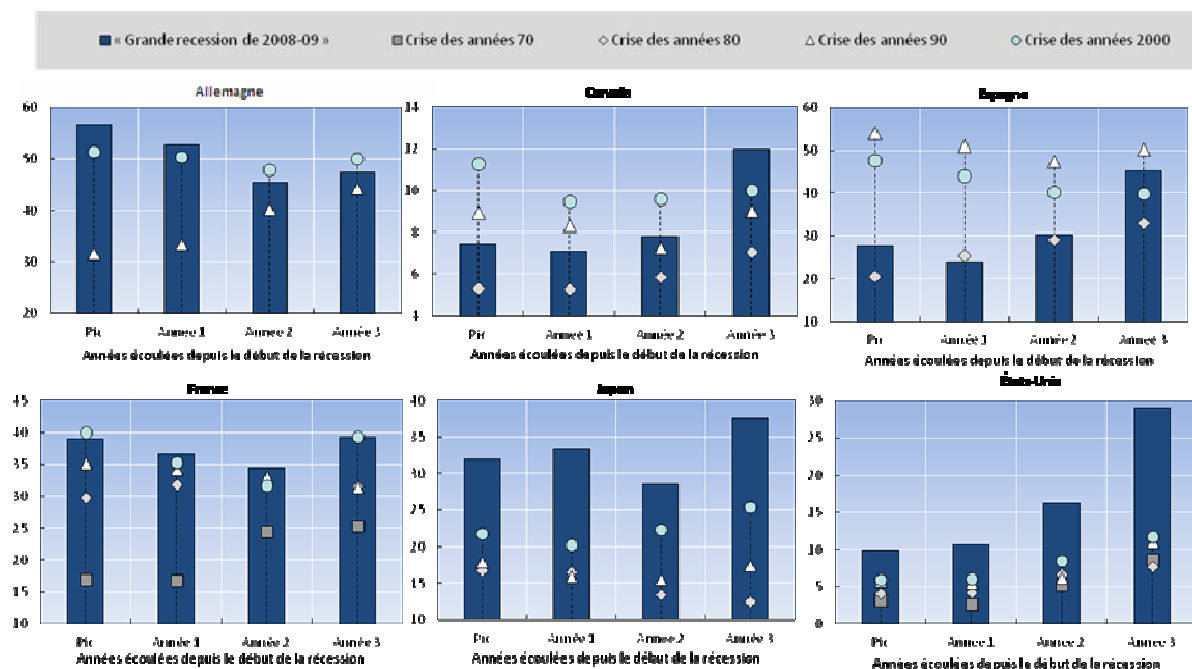 « Grande recession de 2008-09 » Crise des années 70 Crise des années 80 Crise des années 90 Crise des années 2000
Allemagne
60
50
40
30
20
Pic Année 1 Année 2 Année 3
Années écoulées depuis le début de la récession
Canada
14
12
10
8
6
4
Pic Année 1 Année 2 Année 3
Années écoulées depuis le début de la récession
Espagne
60
50
40
30
20
10
Pic Année 1 Année 2 Année 3
Années écoulées depuis le début de la récession
France
45
40
35
30
25
20
15
10
Pic Année 1 Année 2 Année 3
Années écoulées depuis le début de la récession
Japon
40
35
30
25
20
15
10
Pic Année 1 Année 2 Année 3
Années écoulées depuis le début de la récession
États-Unis
30
25
20
15
10
5
0
Pic Année 1 Année 2 Année 3
Années écoulées depuis le début de la récession